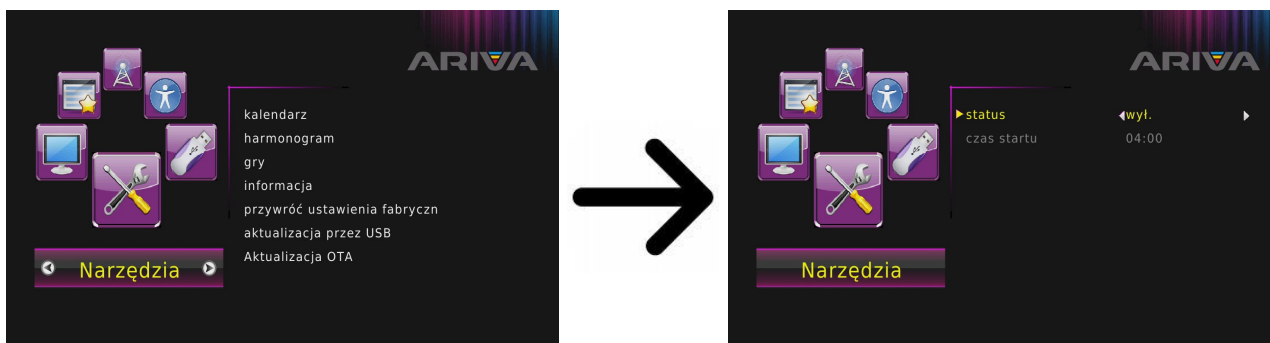 ARIVA
kalendarz
harmonogram
gry
informacja
przywróć ustawienia fabryczn
aktualizacja przez USB
Aktualizacja OTA
Narzędzia
ARIVA
status wył.
czas startu 04:00
Narzędzia